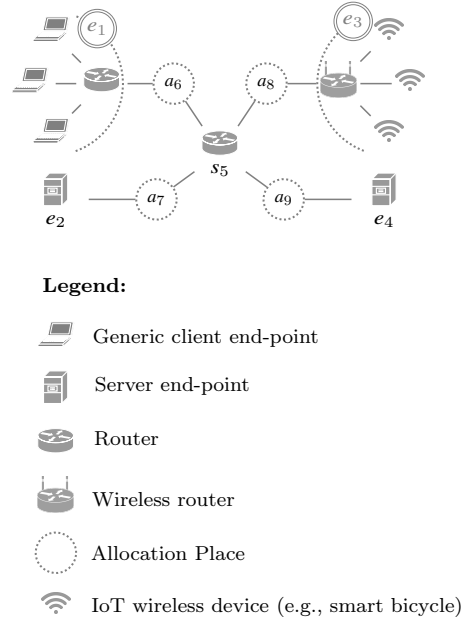 e1 e3
a6 a8
s5
a7 a9
e2 e4
Legend:
Generic client end-point
Server end-point
Router
Wireless router
Allocation Place
IoT wireless device (e.g., smart bicycle)